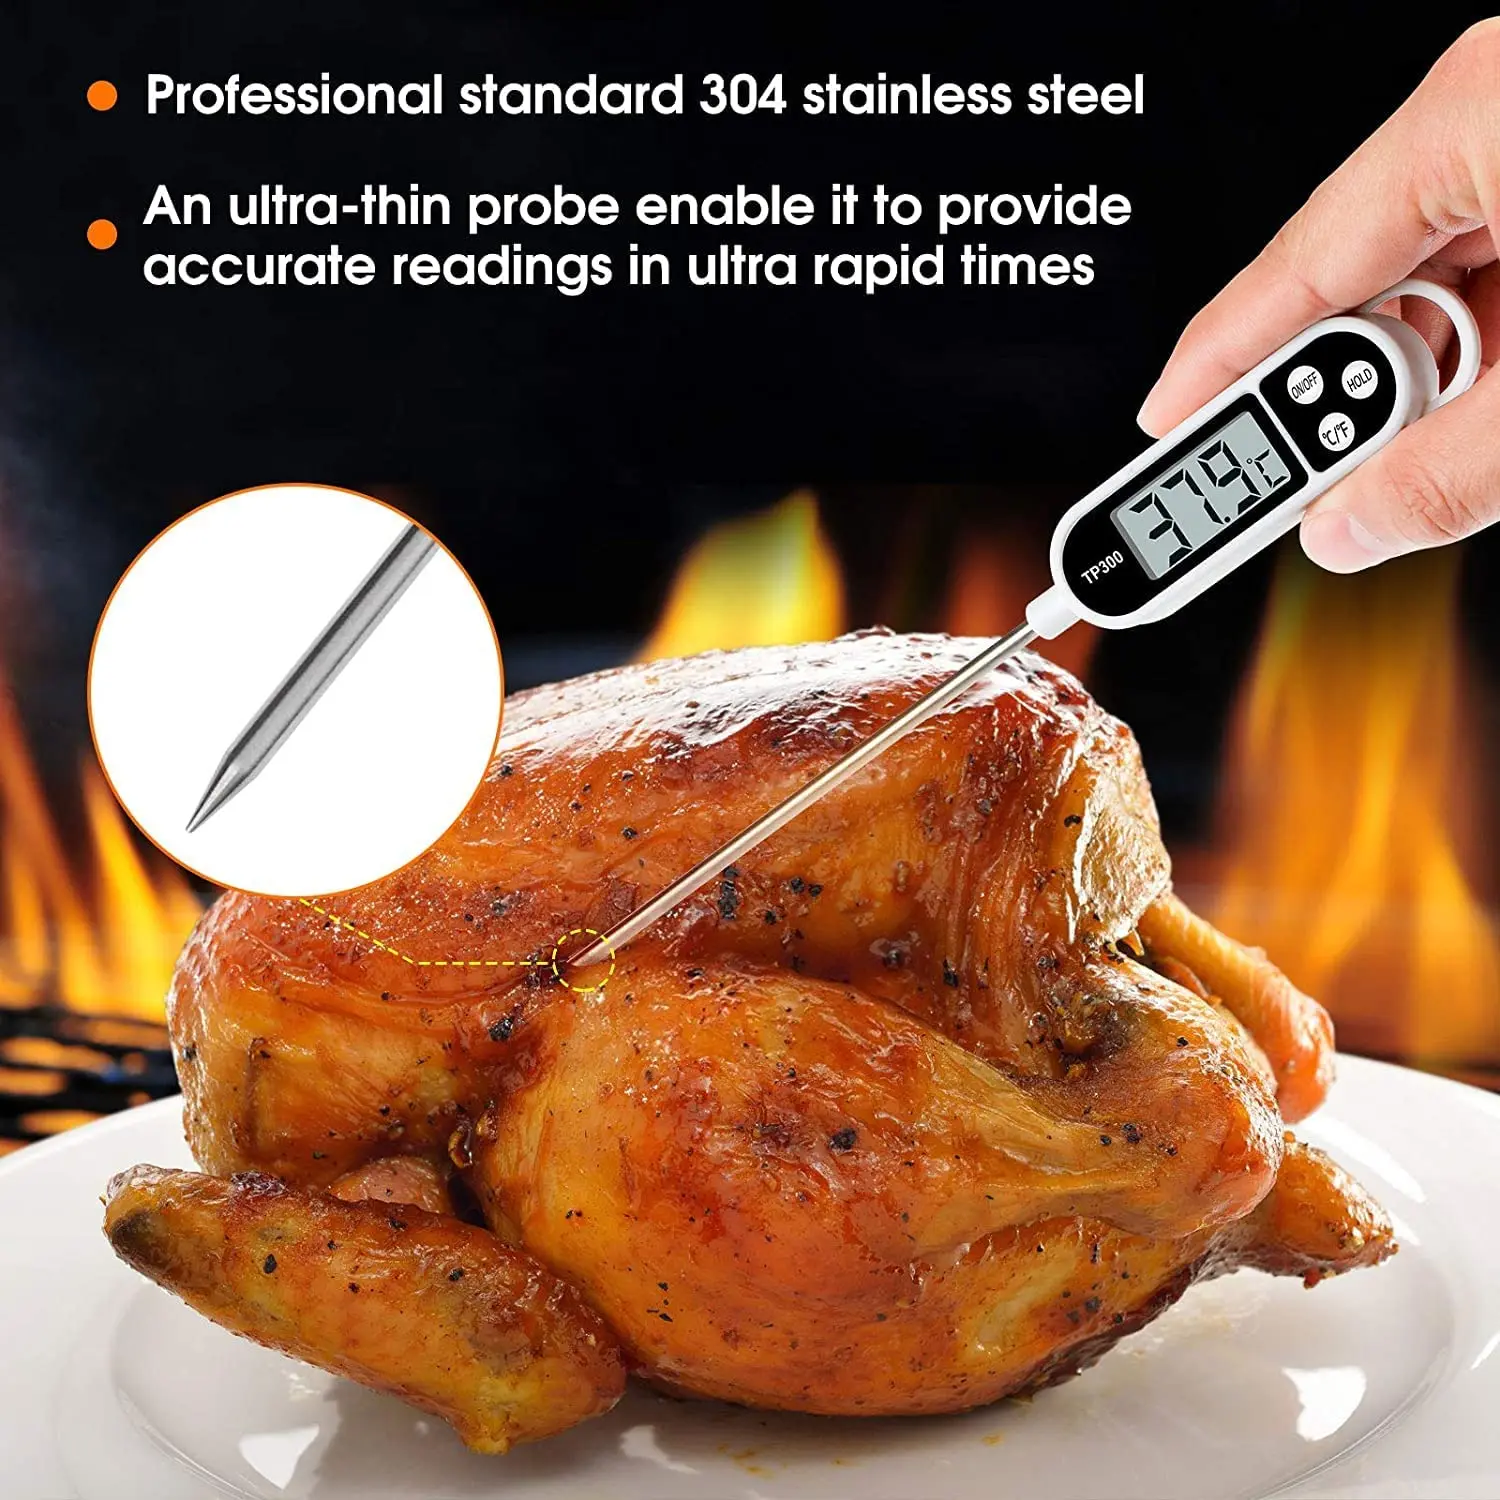 Professional standard 304 stainless steel
An ultra-thin probe enable it to provide
accurate readings in ultra rapid times
ON/OFF
HOLD
°C/°F
37.9°C
TP300